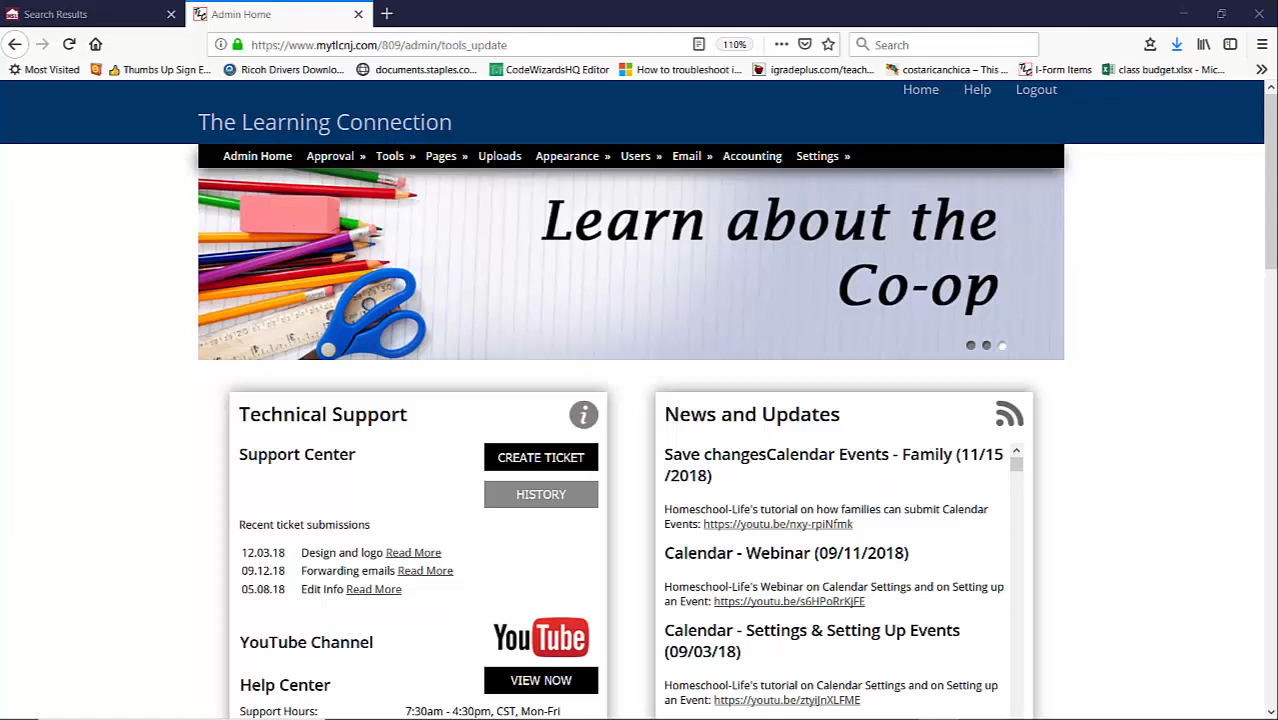 Search Results
Admin Home
https://www.mytlcnj.com/809/admin/tools_update
110%
Search
Most Visited
Thumbs Up Sign E...
Ricoh Drivers Downlo...
documents.staples.co...
CodeWizardsHQ Editor
How to troubleshoot i...
igradeplus.com/teach...
costaricanchica – This ...
I-Form Items
class budget.xlsx - Mic...
Home Help Logout
The Learning Connection
Admin Home Approval » Tools » Pages » Uploads Appearance » Users » Email » Accounting Settings »
Learn about the
Co-op
Technical Support
Support Center
CREATE TICKET
HISTORY
Recent ticket submissions
12.03.18 Design and logo Read More
09.12.18 Forwarding emails Read More
05.08.18 Edit Info Read More
YouTube Channel
YouTube
VIEW NOW
Help Center
Support Hours: 7:30am - 4:30pm, CST, Mon-Fri
News and Updates
Save changesCalendar Events - Family (11/15
/2018)
Homeschool-Life's tutorial on how families can submit Calendar
Events: https://youtu.be/nxy-rpiNfmk
Calendar - Webinar (09/11/2018)
Homeschool-Life's Webinar on Calendar Settings and on Setting up
an Event: https://youtu.be/s6HPoRrKjFE
Calendar - Settings & Setting Up Events
(09/03/18)
Homeschool-Life's tutorial on Calendar Settings and on Setting up
an Event: https://youtu.be/ztyiJnXLFME